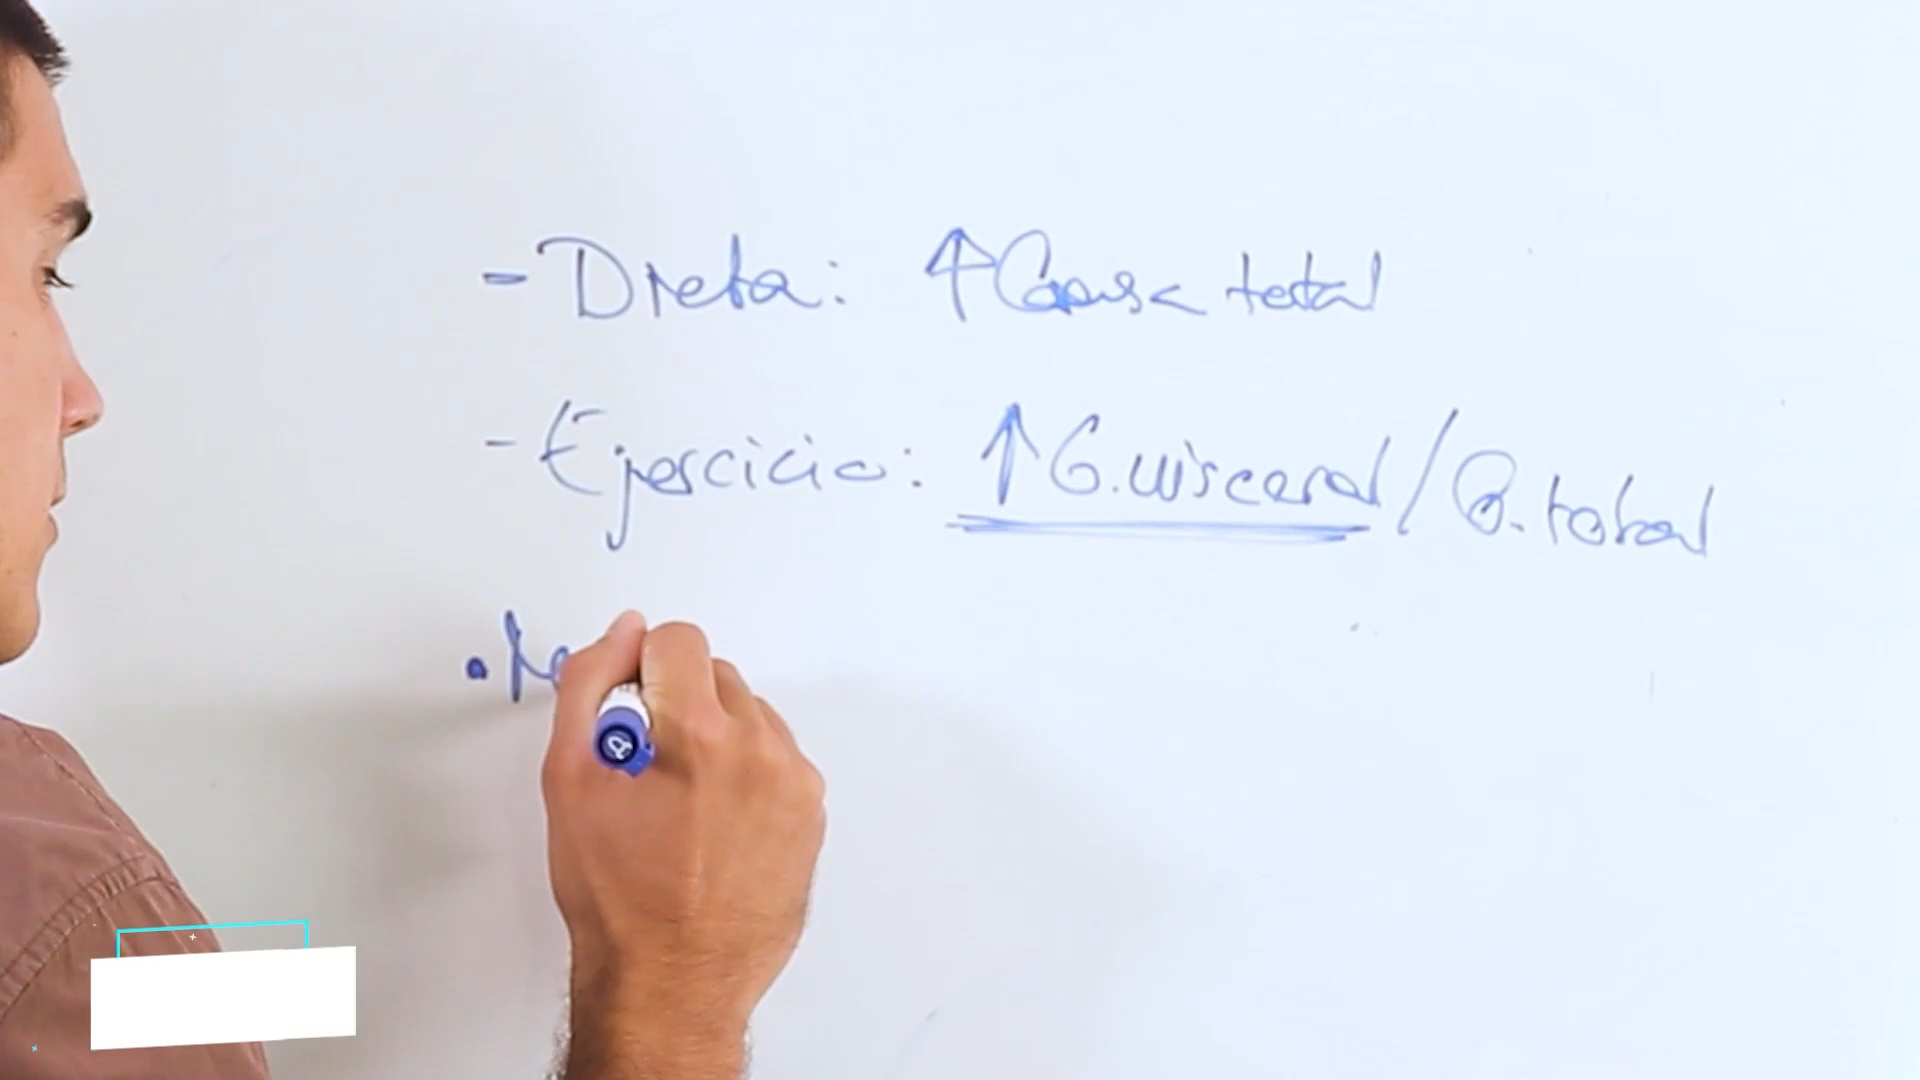 - Dieta: ↑ Grasa total
- Ejercicio: ↑ G. visceral / G. total